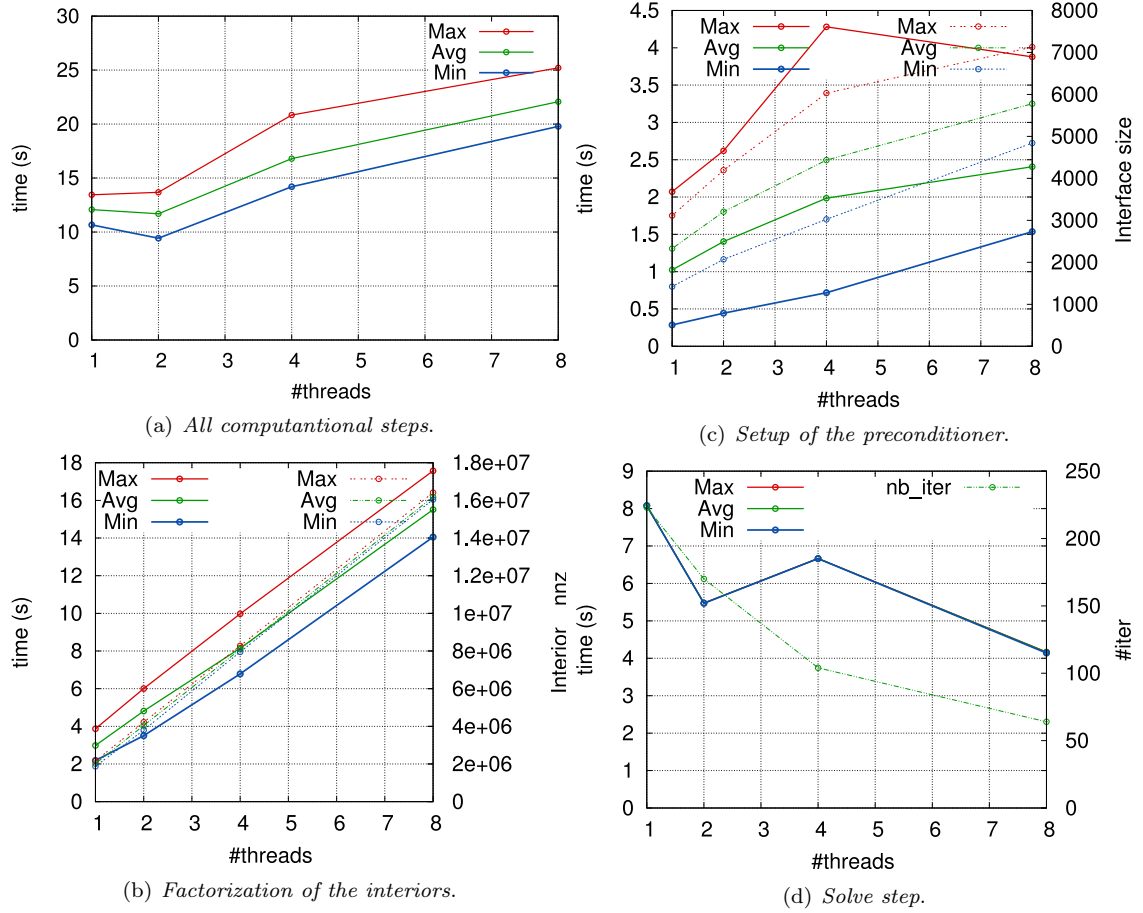 30
25
20
15
10
5
0
time (s)
Max
Avg
Min
1 2 3 4 5 6 7 8
#threads
(a) All computantional steps.
4.5
4
3.5
3
2.5
2
1.5
1
0.5
0
time (s)
Max
Avg
Min
Max
Avg
Min
8000
7000
6000
5000
4000
3000
2000
1000
0
Interface size
1 2 3 4 5 6 7 8
#threads
(c) Setup of the preconditioner.
18
16
14
12
10
8
6
4
2
0
time (s)
Max
Avg
Min
Max
Avg
Min
1.8e+07
1.6e+07
1.4e+07
1.2e+07
1e+07
8e+06
6e+06
4e+06
2e+06
0
Interior nnz
1 2 3 4 5 6 7 8
#threads
(b) Factorization of the interiors.
9
8
7
6
5
4
3
2
1
0
time (s)
Max
Avg
Min
nb_iter
250
200
150
100
50
0
#iter
1 2 3 4 5 6 7 8
#threads
(d) Solve step.